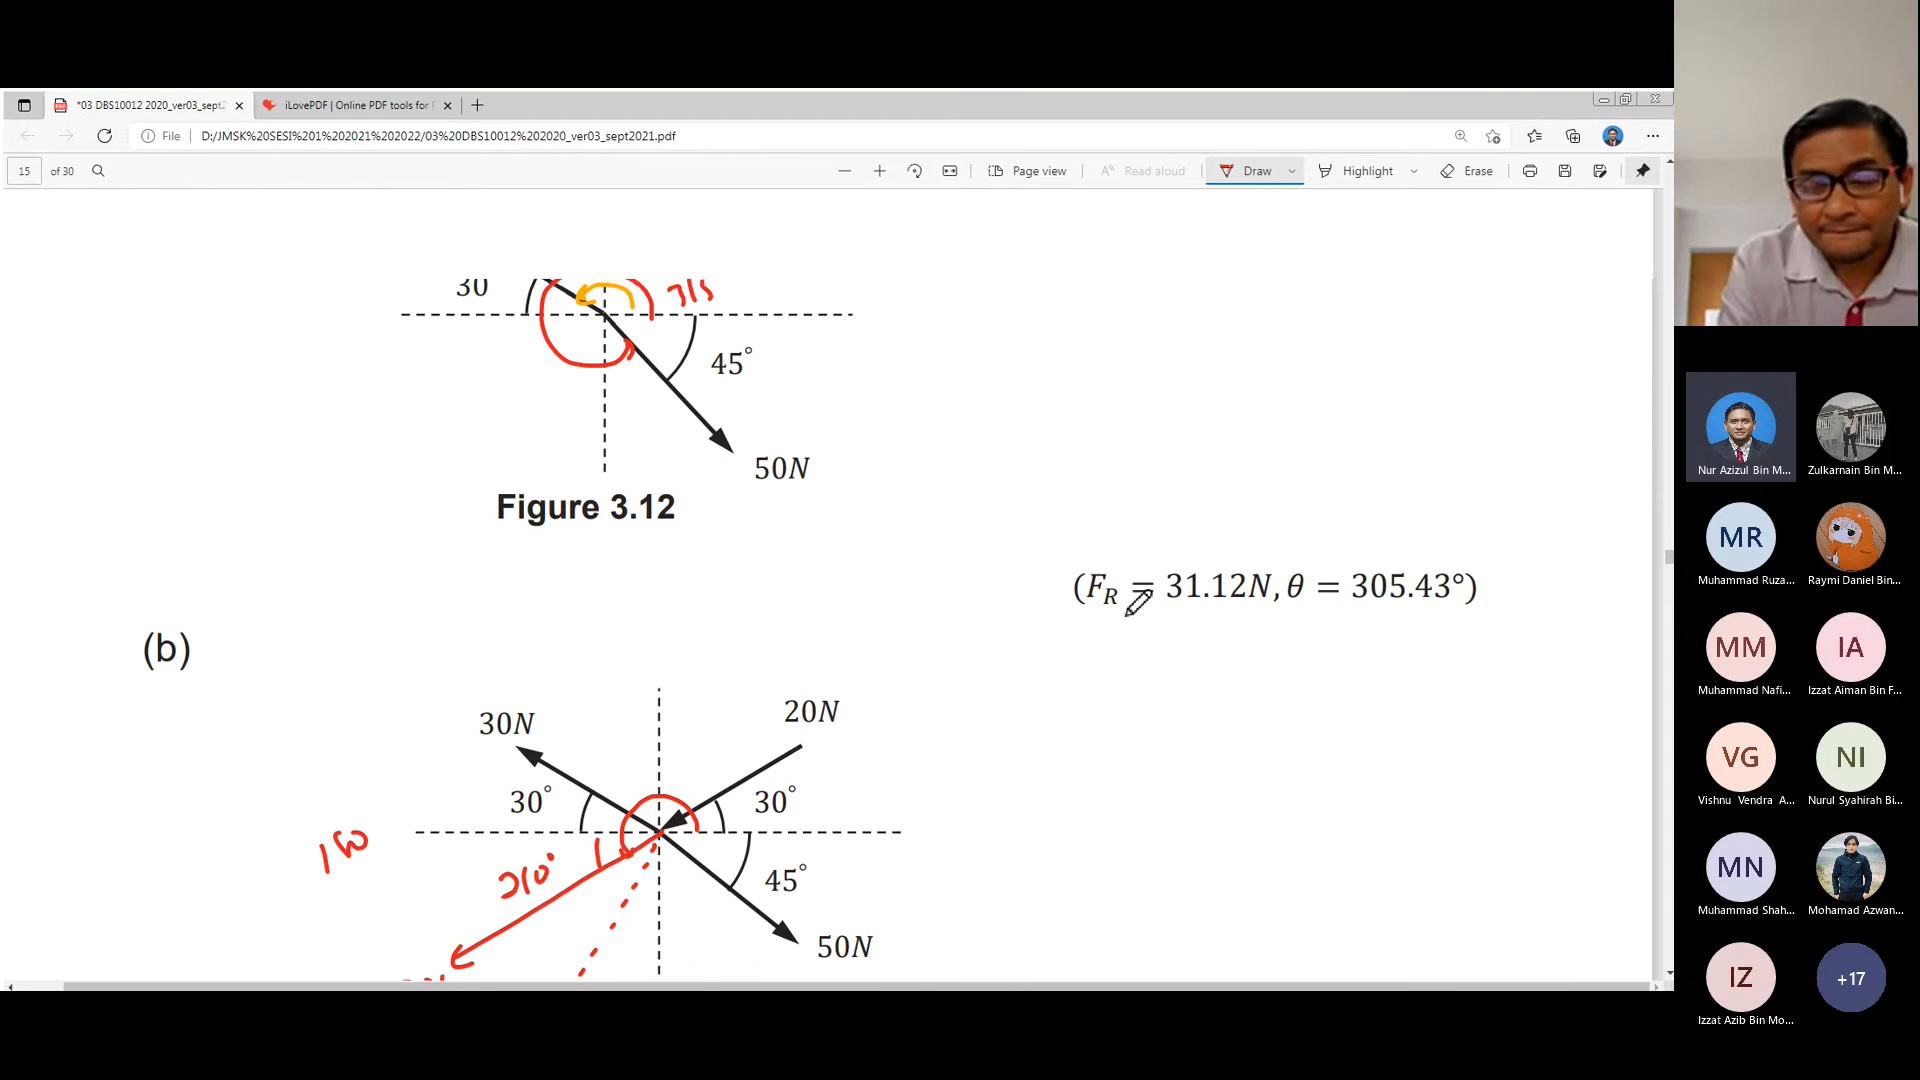 *03 DBS10012 2020_ver03_sept2
iLovePDF | Online PDF tools for
File
D:/JMSK%20SESI%201%202021%202022/03%20DBS10012%202020_ver03_sept2021.pdf
15 of 30
Page view
Read aloud
Draw
Highlight
Erase
30
315
45°
50N
Figure 3.12
(F_R = 31.12N, θ = 305.43°)
(b)
30N
20N
30°
30°
210°
45°
50N
Nur Azizul Bin M...
Zulkarnain Bin M...
MR
Muhammad Ruza...
Raymi Daniel Bin...
MM
IA
Muhammad Nafi...
Izzat Aiman Bin F...
VG
NI
Vishnu Vendra A...
Nurul Syahirah Bi...
MN
Muhammad Shah...
Mohamad Azwan...
IZ
+17
Izzat Azib Bin Mo...